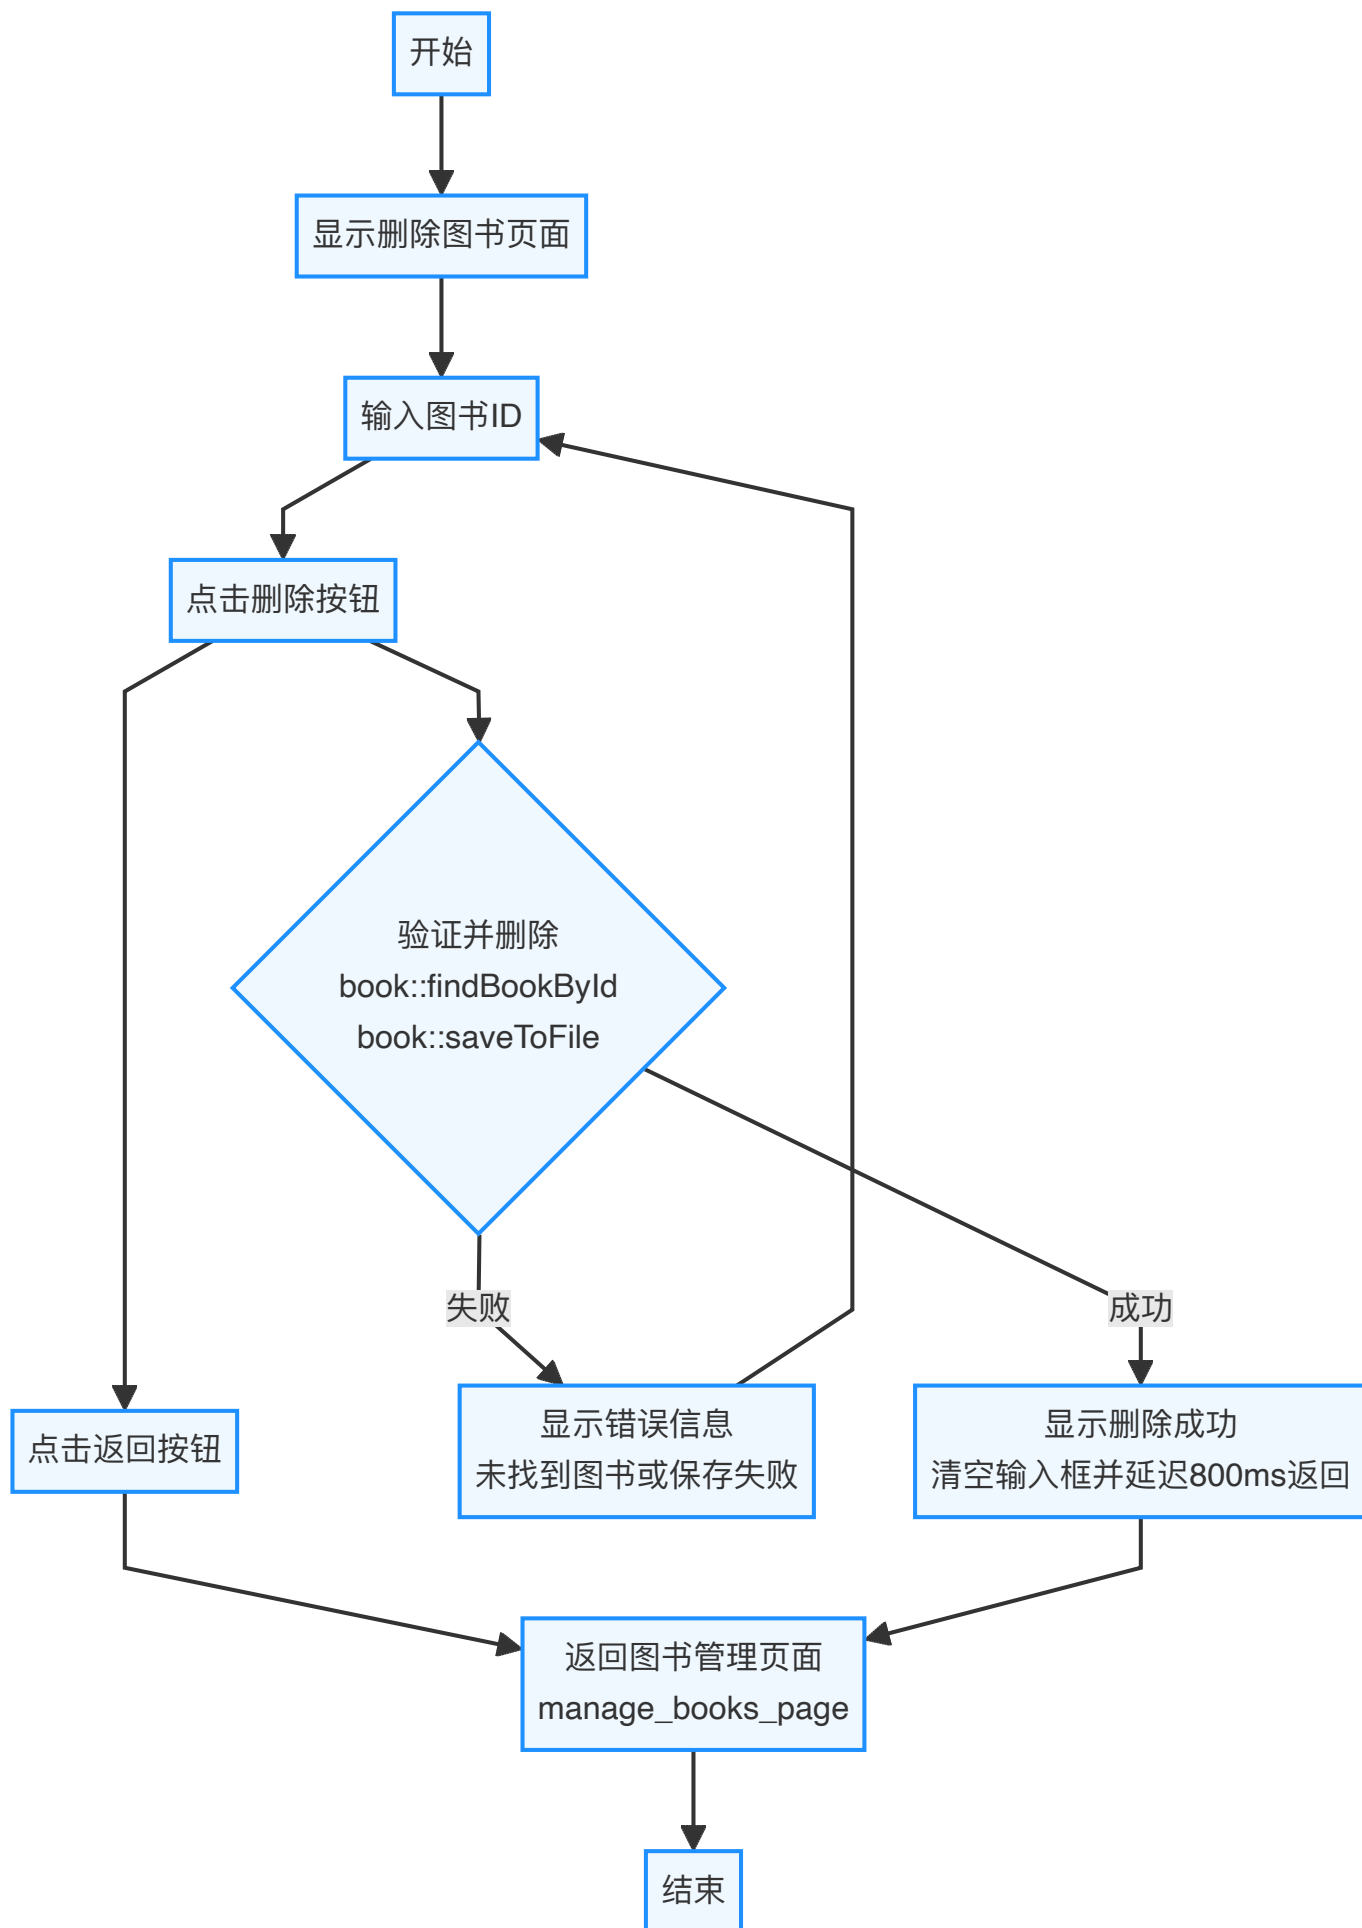 开始
显示删除图书页面
输入图书ID
点击删除按钮
验证并删除
book::findBookById
book::saveToFile
失败
成功
点击返回按钮
显示错误信息
未找到图书或保存失败
显示删除成功
清空输入框并延迟800ms返回
返回图书管理页面
manage_books_page
结束